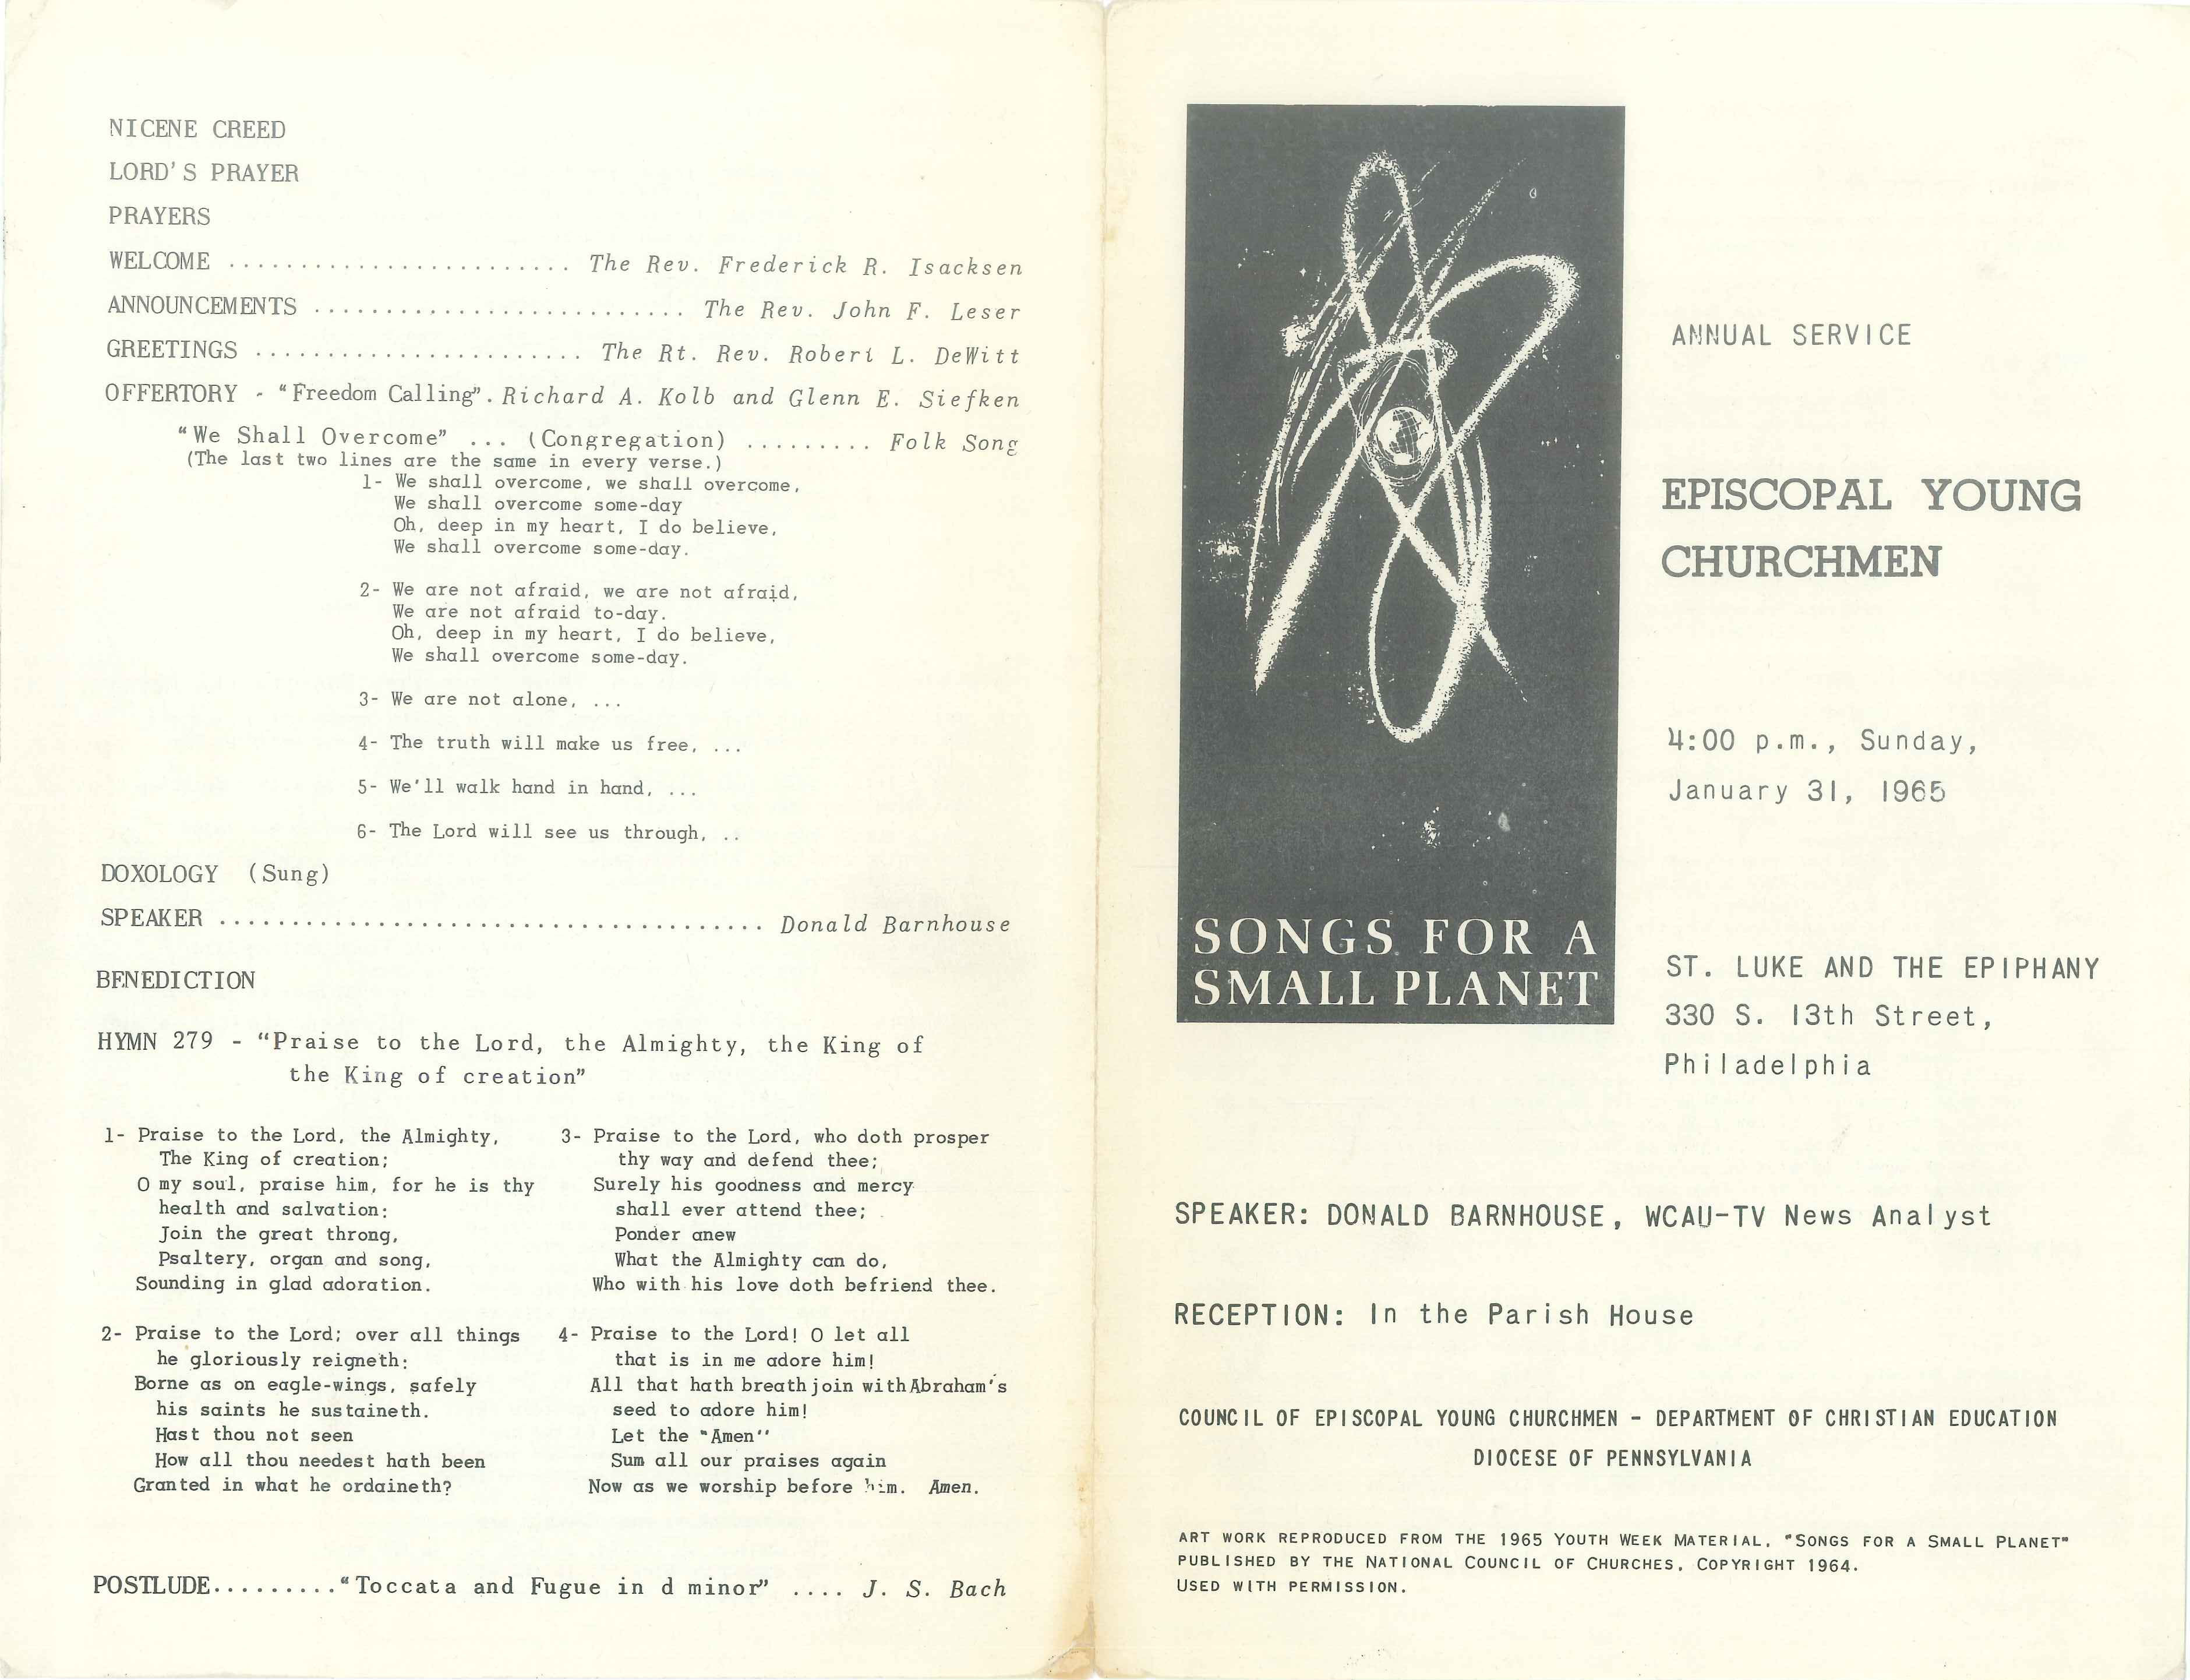 NICENE CREED
LORD'S PRAYER
PRAYERS
WELCOME ........................ The Rev. Frederick R. Isacksen
ANNOUNCEMENTS .......................... The Rev. John F. Leser
GREETINGS ....................... The Rt. Rev. Robert L. DeWitt
OFFERTORY - "Freedom Calling". Richard A. Kolb and Glenn E. Siefken
"We Shall Overcome" ... (Congregation) ......... Folk Song
(The last two lines are the same in every verse.)
1- We shall overcome, we shall overcome,
We shall overcome some-day
Oh, deep in my heart, I do believe,
We shall overcome some-day.
2- We are not afraid, we are not afraid,
We are not afraid to-day.
Oh, deep in my heart, I do believe,
We shall overcome some-day.
3- We are not alone, ...
4- The truth will make us free, ...
5- We'll walk hand in hand, ...
6- The Lord will see us through, ..
DOXOLOGY (Sung)
SPEAKER ...................................... Donald Barnhouse
BENEDICTION
HYMN 279 - "Praise to the Lord, the Almighty, the King of
the King of creation"
1- Praise to the Lord, the Almighty,
The King of creation;
O my soul, praise him, for he is thy
health and salvation:
Join the great throng,
Psaltery, organ and song,
Sounding in glad adoration.
2- Praise to the Lord; over all things
he gloriously reigneth:
Borne as on eagle-wings, safely
his saints he sustaineth.
Hast thou not seen
How all thou needest hath been
Granted in what he ordaineth?
3- Praise to the Lord, who doth prosper
thy way and defend thee;
Surely his goodness and mercy
shall ever attend thee;
Ponder anew
What the Almighty can do,
Who with his love doth befriend thee.
4- Praise to the Lord! O let all
that is in me adore him!
All that hath breath join with Abraham's
seed to adore him!
Let the "Amen"
Sum all our praises again
Now as we worship before him. Amen.
POSTLUDE........."Toccata and Fugue in d minor" .... J. S. Bach
SONGS FOR A
SMALL PLANET
ANNUAL SERVICE
EPISCOPAL YOUNG
CHURCHMEN
4:00 p.m., Sunday,
January 31, 1965
ST. LUKE AND THE EPIPHANY
330 S. 13th Street,
Philadelphia
SPEAKER: DONALD BARNHOUSE, WCAU-TV News Analyst
RECEPTION: In the Parish House
COUNCIL OF EPISCOPAL YOUNG CHURCHMEN - DEPARTMENT OF CHRISTIAN EDUCATION
DIOCESE OF PENNSYLVANIA
ART WORK REPRODUCED FROM THE 1965 YOUTH WEEK MATERIAL, "SONGS FOR A SMALL PLANET"
PUBLISHED BY THE NATIONAL COUNCIL OF CHURCHES, COPYRIGHT 1964.
USED WITH PERMISSION.